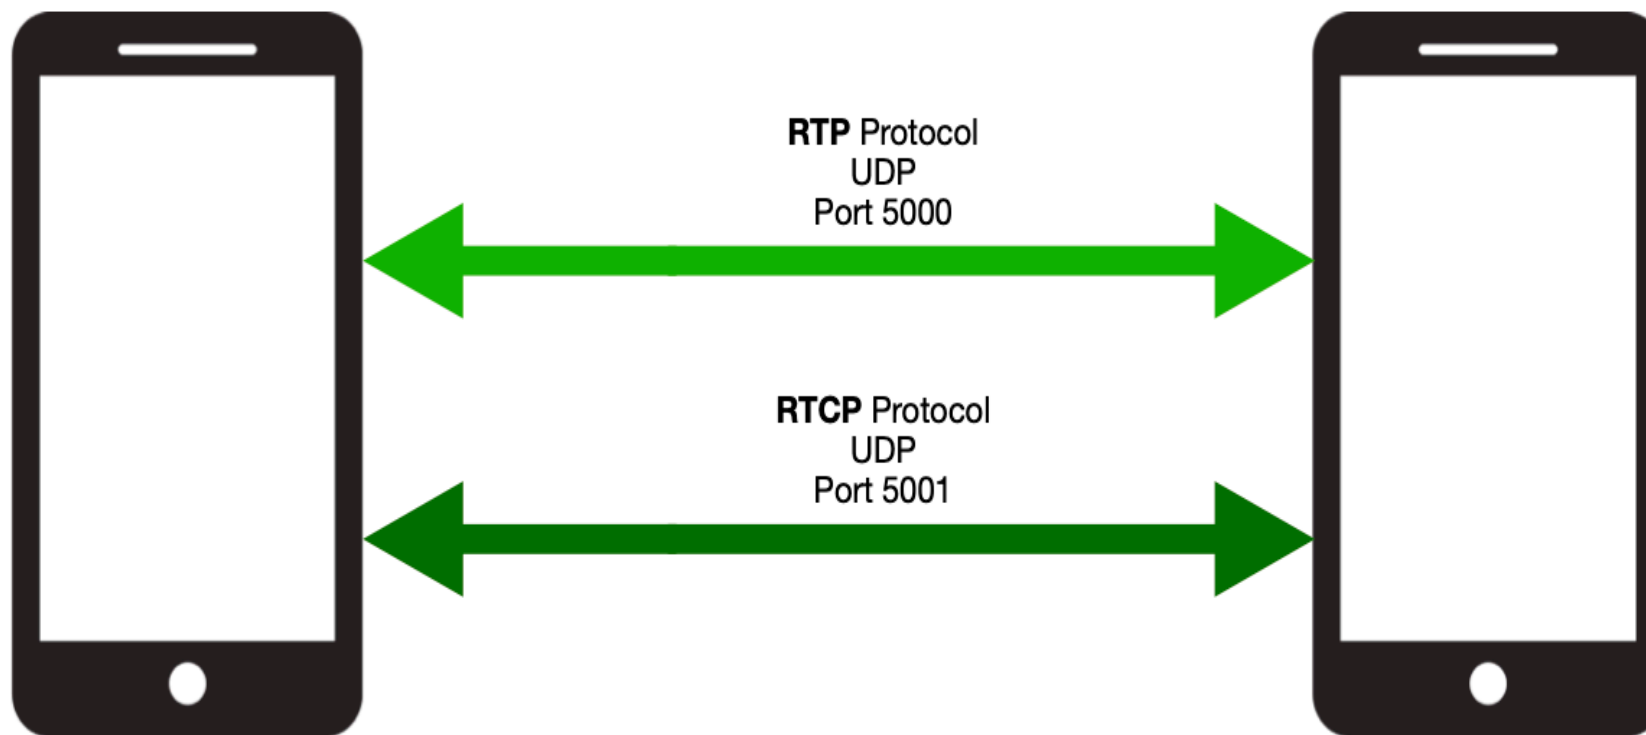 RTP Protocol
UDP
Port 5000
RTCP Protocol
UDP
Port 5001